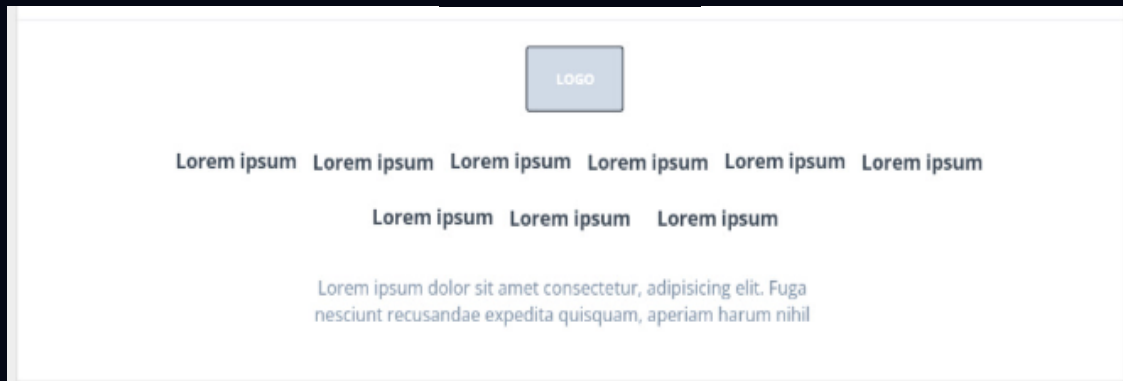 LOGO
Lorem ipsum Lorem ipsum Lorem ipsum Lorem ipsum Lorem ipsum Lorem ipsum
Lorem ipsum Lorem ipsum Lorem ipsum
Lorem ipsum dolor sit amet consectetur, adipisicing elit. Fuga
nesciunt recusandae expedita quisquam, aperiam harum nihil